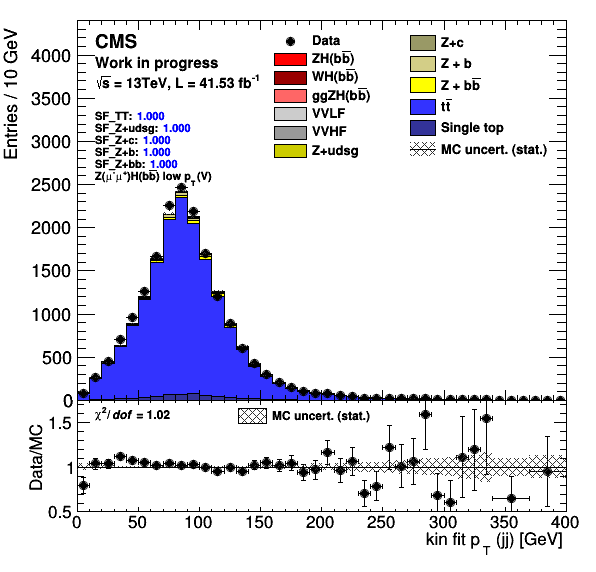 CMS
Work in progress
√s = 13TeV, L = 41.53 fb⁻¹
SF_TT: 1.000
SF_Z+udsg: 1.000
SF_Z+c: 1.000
SF_Z+b: 1.000
SF_Z+bb: 1.000
Z(μ⁻μ⁺)H(bb̅) low p_T(V)
Data
ZH(bb̅)
WH(bb̅)
ggZH(bb̅)
VVLF
VVHF
Z+udsg
Z+c
Z + b
Z + bb̅
tt̅
Single top
MC uncert. (stat.)
Entries / 10 GeV
4000
3500
3000
2500
2000
1500
1000
500
0
χ²/dof = 1.02
MC uncert. (stat.)
Data/MC
1.5
1
0.5
0 50 100 150 200 250 300 350 400
kin fit p_T (jj) [GeV]